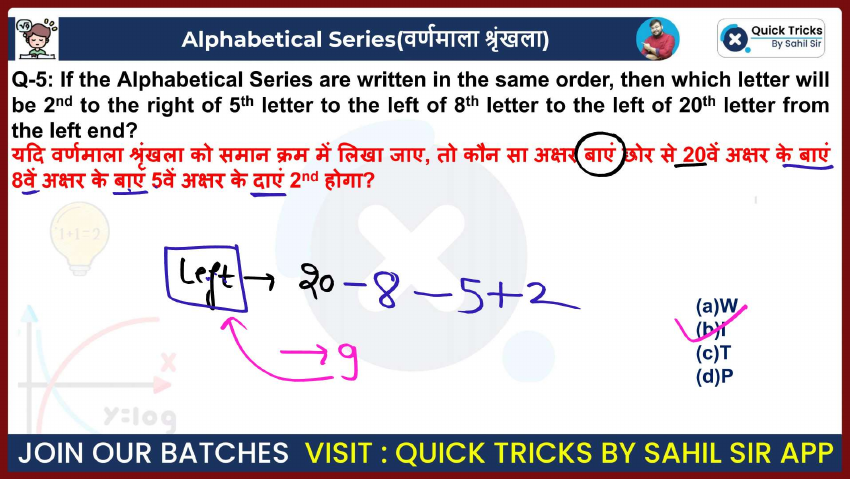 Alphabetical Series(वर्णमाला श्रृंखला)
Quick Tricks
By Sahil Sir
Q-5: If the Alphabetical Series are written in the same order, then which letter will
be 2nd to the right of 5th letter to the left of 8th letter to the left of 20th letter from
the left end?
यदि वर्णमाला श्रृंखला को समान क्रम में लिखा जाए, तो कौन सा अक्षर बाएं छोर से 20वें अक्षर के बाएं
8वें अक्षर के बाएं 5वें अक्षर के दाएं 2nd होगा?
1+1=2
Left → 20 - 8 - 5 + 2
→ 9
(a)W
(b)I
(c)T
(d)P
x
y=log
JOIN OUR BATCHES VISIT : QUICK TRICKS BY SAHIL SIR APP